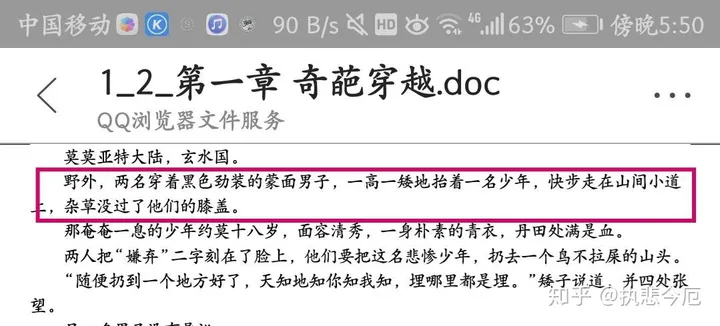 中国移动 90 B/s HD 4G 63% 傍晚5:50
1_2_第一章 奇葩穿越.doc
QQ浏览器文件服务
莫莫亚特大陆，玄水国。
野外，两名穿着黑色劲装的蒙面男子，一高一矮地抬着一名少年，快步走在山间小道
上，杂草没过了他们的膝盖。
那奄奄一息的少年约莫十八岁，面容清秀，一身朴素的青衣，丹田处满是血。
两人把“嫌弃”二字刻在了脸上，他们要把这名悲惨少年，扔去一个鸟不拉屎的山头。
“随便扔到一个地方好了，天知地知你知我知，埋哪里都是埋。”矮子说道，并四处张
望。
知乎 @执悲今厄